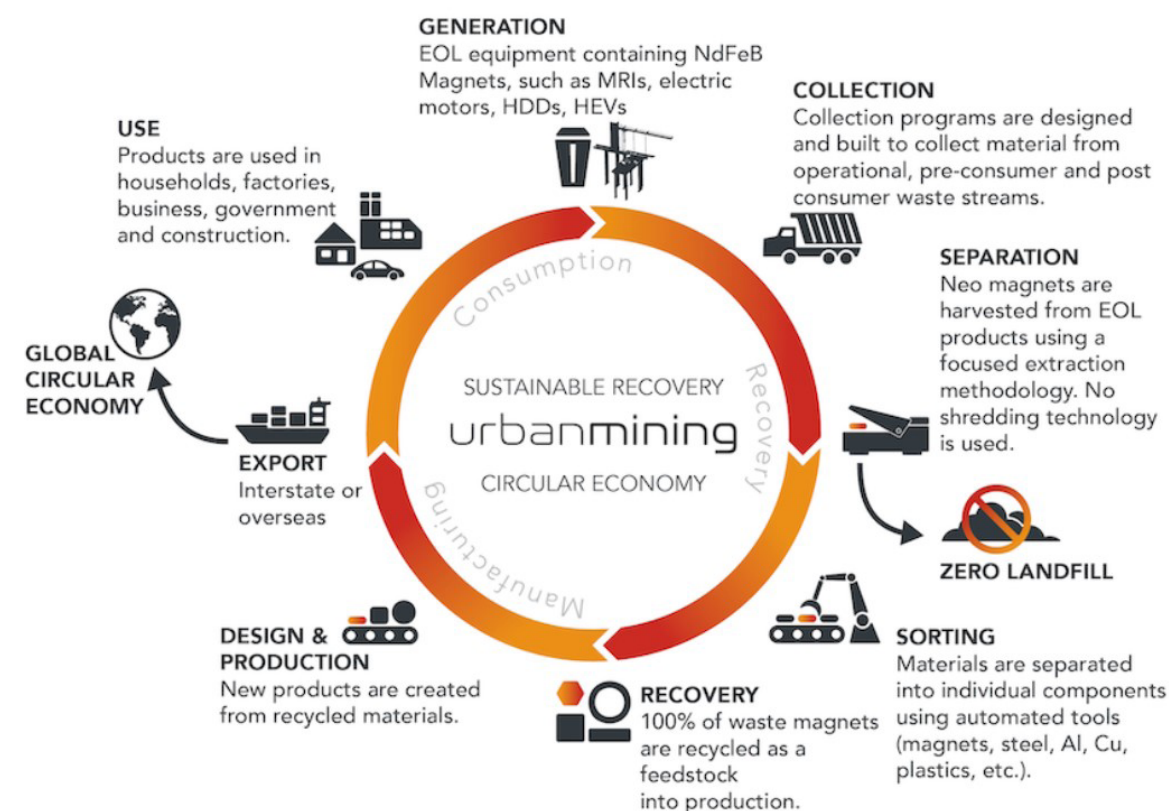 GENERATION
EOL equipment containing NdFeB
Magnets, such as MRIs, electric
motors, HDDs, HEVs
COLLECTION
Collection programs are designed
and built to collect material from
operational, pre-consumer and post
consumer waste streams.
USE
Products are used in
households, factories,
business, government
and construction.
SEPARATION
Neo magnets are
harvested from EOL
products using a
focused extraction
methodology. No
shredding technology
is used.
Consumption
GLOBAL
CIRCULAR
ECONOMY
SUSTAINABLE RECOVERY
urbanmining
CIRCULAR ECONOMY
Recovery
Manufacturing
EXPORT
Interstate or
overseas
ZERO LANDFILL
DESIGN &
PRODUCTION
New products are created
from recycled materials.
SORTING
Materials are separated
into individual components
using automated tools
(magnets, steel, Al, Cu,
plastics, etc.).
RECOVERY
100% of waste magnets
are recycled as a
feedstock
into production.